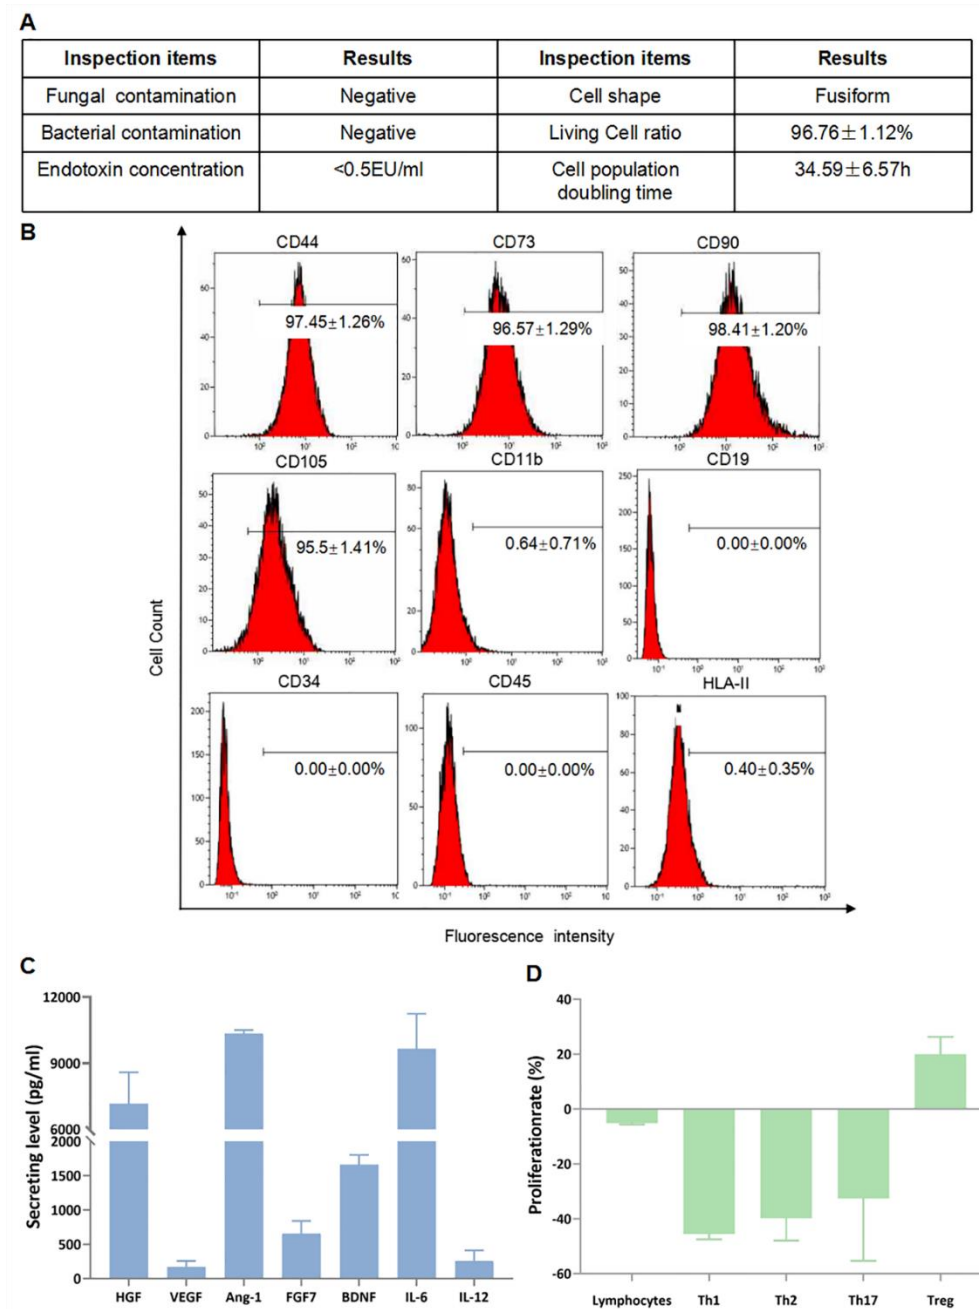 A
Inspection items Results Inspection items Results
Fungal contamination Negative Cell shape Fusiform
Bacterial contamination Negative Living Cell ratio 96.76±1.12%
Endotoxin concentration <0.5EU/ml Cell population doubling time 34.59±6.57h
B
CD44 CD73 CD90
97.45±1.26% 96.57±1.29% 98.41±1.20%
CD105 CD11b CD19
95.5±1.41% 0.64±0.71% 0.00±0.00%
CD34 CD45 HLA-II
0.00±0.00% 0.00±0.00% 0.40±0.35%
Cell Count
Fluorescence intensity
C
Secreting level (pg/ml)
12000
9000
6000
2000
1500
1000
500
0
HGF VEGF Ang-1 FGF7 BDNF IL-6 IL-12
D
Proliferationrate (%)
40
20
0
-20
-40
-60
Lymphocytes Th1 Th2 Th17 Treg